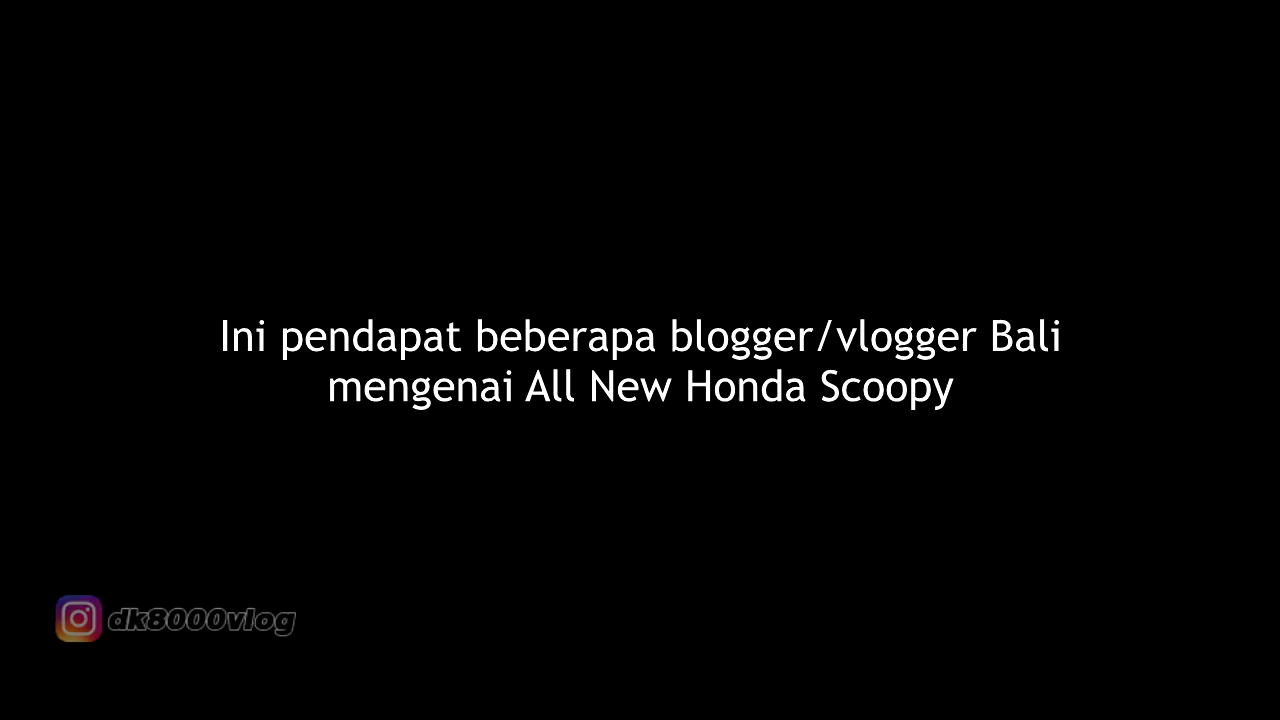 Ini pendapat beberapa blogger/vlogger Bali
mengenai All New Honda Scoopy
dk8000vlog